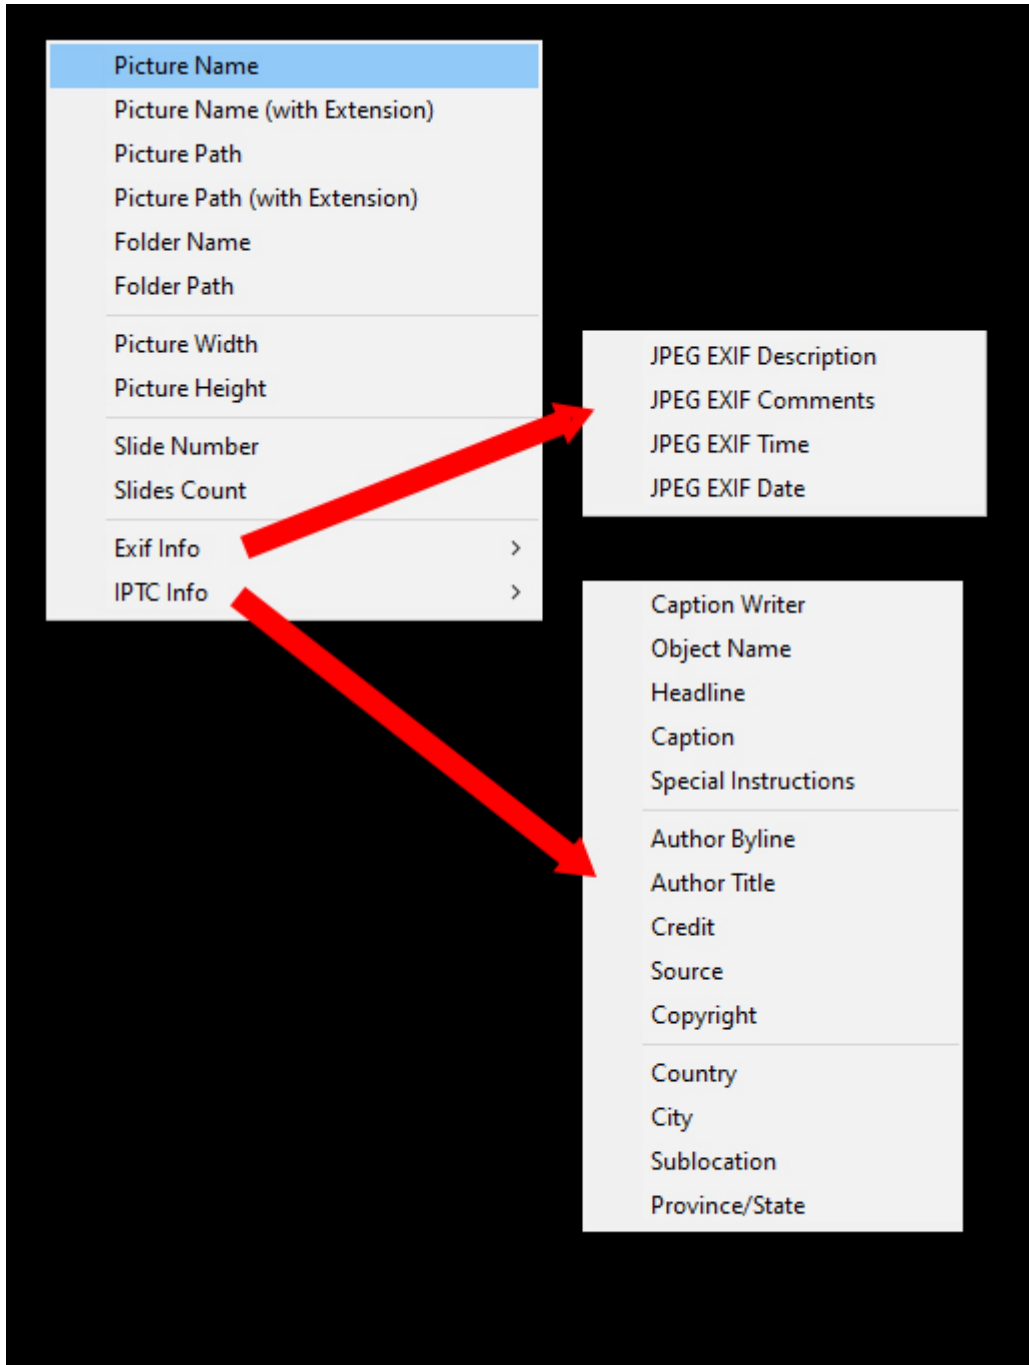 Picture Name
Picture Name (with Extension)
Picture Path
Picture Path (with Extension)
Folder Name
Folder Path
Picture Width
Picture Height
Slide Number
Slides Count
Exif Info
IPTC Info
JPEG EXIF Description
JPEG EXIF Comments
JPEG EXIF Time
JPEG EXIF Date
Caption Writer
Object Name
Headline
Caption
Special Instructions
Author Byline
Author Title
Credit
Source
Copyright
Country
City
Sublocation
Province/State